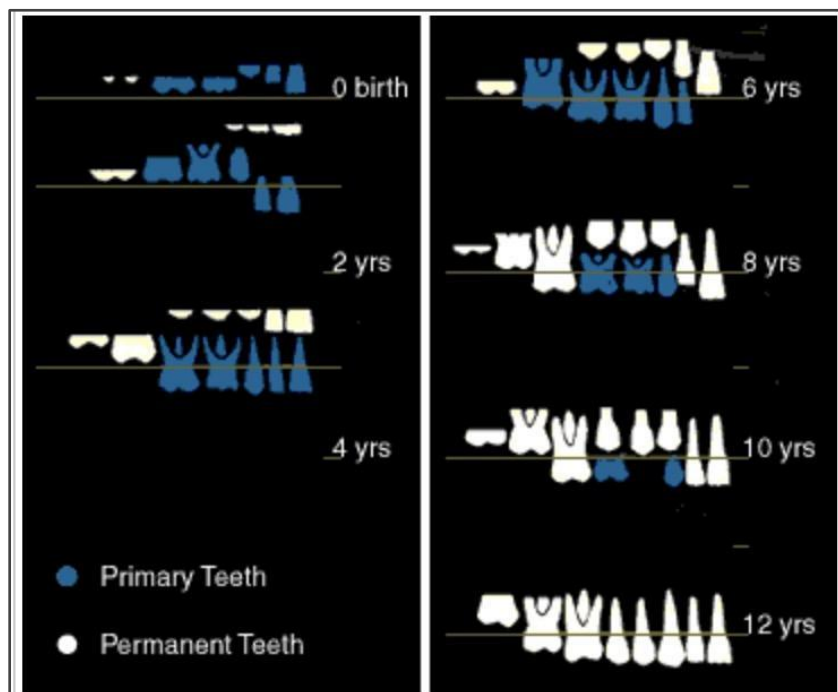 0 birth
2 yrs
4 yrs
Primary Teeth
Permanent Teeth
6 yrs
8 yrs
10 yrs
12 yrs